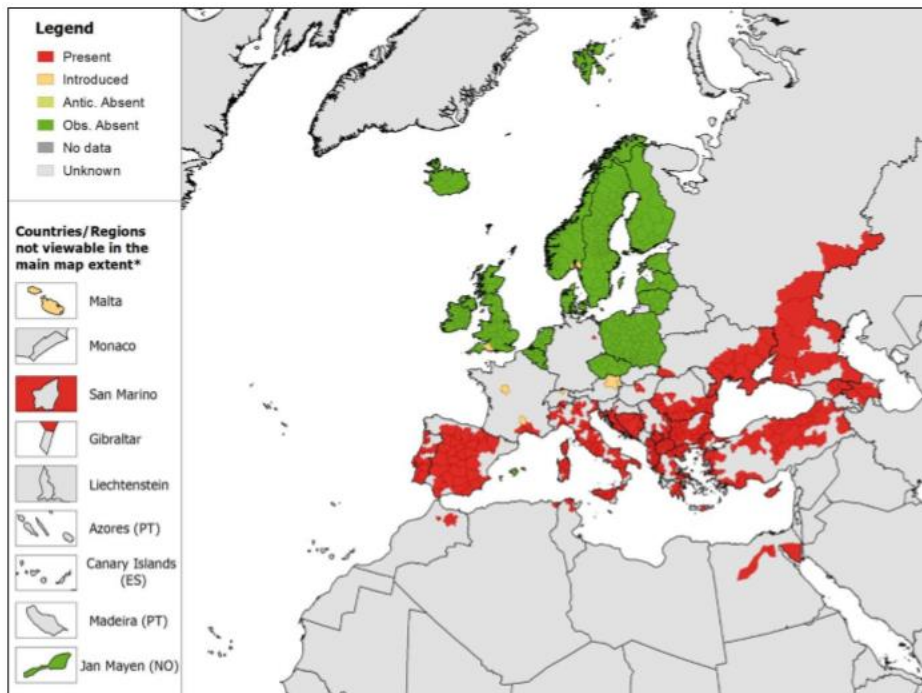 Legend
Present
Introduced
Antic. Absent
Obs. Absent
No data
Unknown
Countries/Regions
not viewable in the
main map extent*
Malta
Monaco
San Marino
Gibraltar
Liechtenstein
Azores (PT)
Canary Islands
(ES)
Madeira (PT)
Jan Mayen (NO)